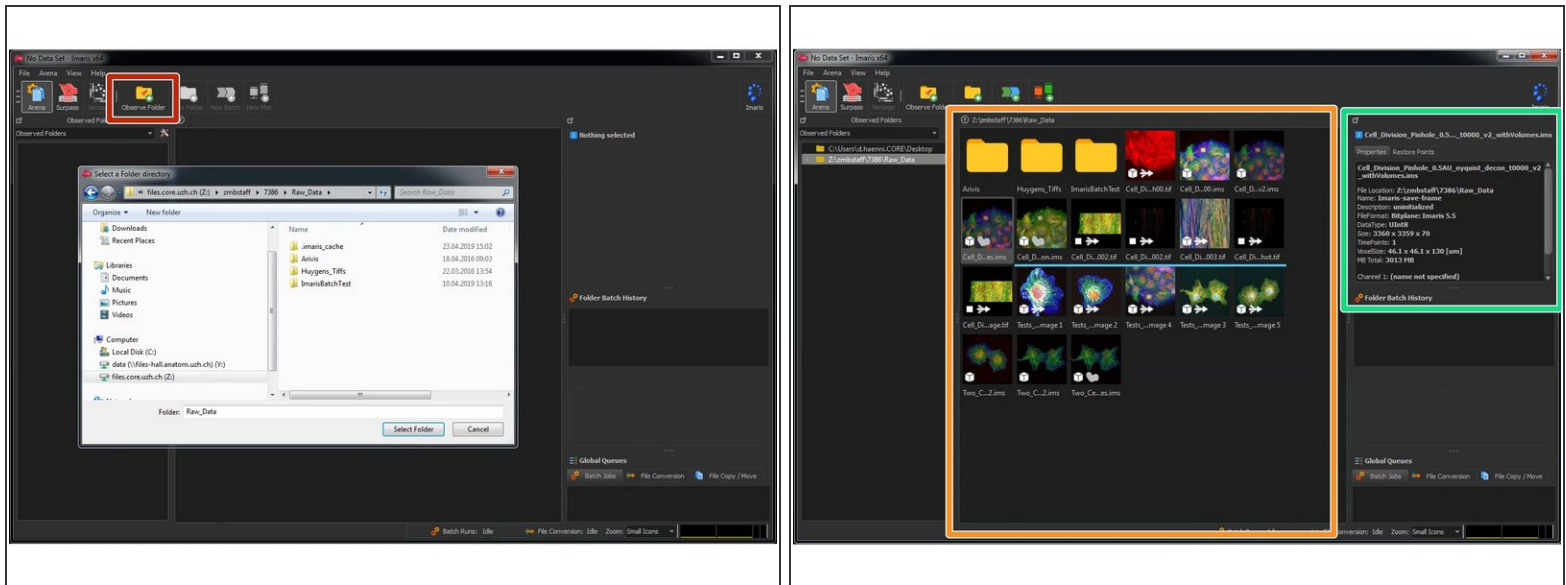 No Data Set - Imaris x64
File Arena View Help
Arena Surpass Vantage Observe Folder New Folder New Batch New Plot Imaris
Observed Folders
Nothing selected
Select a Folder directory
files.core.uzh.ch (Z:) ▸ zmbstaff ▸ 7386 ▸ Raw_Data ▸
Search Raw_Data
Organize New folder
Downloads
Recent Places
Libraries
Documents
Music
Pictures
Videos
Computer
Local Disk (C:)
data (\\files-hall.anatom.uzh.ch) (Y:)
files.core.uzh.ch (Z:)
Name Date modified
.imaris_cache 23.04.2019 15:02
Arivis 18.04.2016 09:03
Huygens_Tiffs 22.03.2016 13:54
ImarisBatchTest 10.04.2019 13:16
Folder: Raw_Data
Select Folder Cancel
Folder Batch History
Global Queues
Batch Jobs File Conversion File Copy / Move
Batch Runs: Idle File Conversion: Idle Zoom: Small Icons
No Data Set - Imaris x64
File Arena View Help
Arena Surpass Vantage Observe Folder Imaris
Observed Folders
Observed Folders
C:\Users\d.haenni.CORE\Desktop
Z:\zmbstaff\7386\Raw_Data
Z:\zmbstaff\7386\Raw_Data
Arivis Huygens_Tiffs ImarisBatchTest Cell_Di...h00.tif Cell_D...00.ims Cell_D...v2.ims
Cell_D...es.ims Cell_D...on.ims Cell_Di...002.tif Cell_Di...002.tif Cell_Di...003.tif Cell_Di...hot.tif
Cell_Di...age.tif Tests_...mage 1 Tests_...mage 2 Tests_...mage 4 Tests_...mage 3 Tests_...mage 5
Two_C...2.ims Two_C...2.ims Two_Ce...es.ims
Cell_Division_Pinhole_0.5..._t0000_v2_withVolumes.ims
Properties Restore Points
Cell_Division_Pinhole_0.5AU_nyquist_decon_t0000_v2
_withVolumes.ims
File Location: Z:\zmbstaff\7386\Raw_Data
Name: Imaris-save-frame
Description: uninitialized
FileFormat: Bitplane: Imaris 5.5
DataType: UInt8
Size: 3360 x 3359 x 70
TimePoints: 1
VoxelSize: 46.1 x 46.1 x 130 [um]
MB Total: 3013 MB
Channel 1: (name not specified)
Folder Batch History
Global Queues
Batch Jobs File Conversion File Copy / Move
Conversion: Idle Zoom: Small Icons